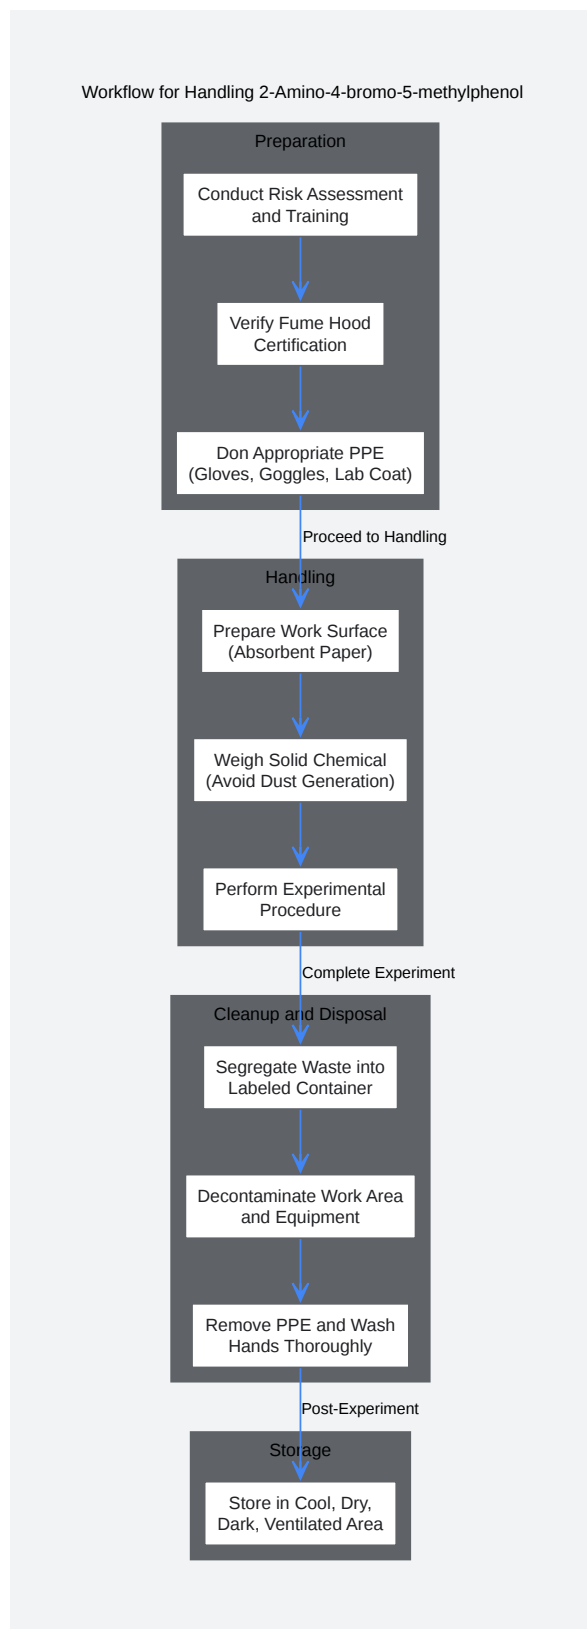 Workflow for Handling 2-Amino-4-bromo-5-methylphenol
Preparation
Conduct Risk Assessment
and Training
Verify Fume Hood
Certification
Don Appropriate PPE
(Gloves, Goggles, Lab Coat)
Proceed to Handling
Handling
Prepare Work Surface
(Absorbent Paper)
Weigh Solid Chemical
(Avoid Dust Generation)
Perform Experimental
Procedure
Complete Experiment
Cleanup and Disposal
Segregate Waste into
Labeled Container
Decontaminate Work Area
and Equipment
Remove PPE and Wash
Hands Thoroughly
Post-Experiment
Storage
Store in Cool, Dry,
Dark, Ventilated Area